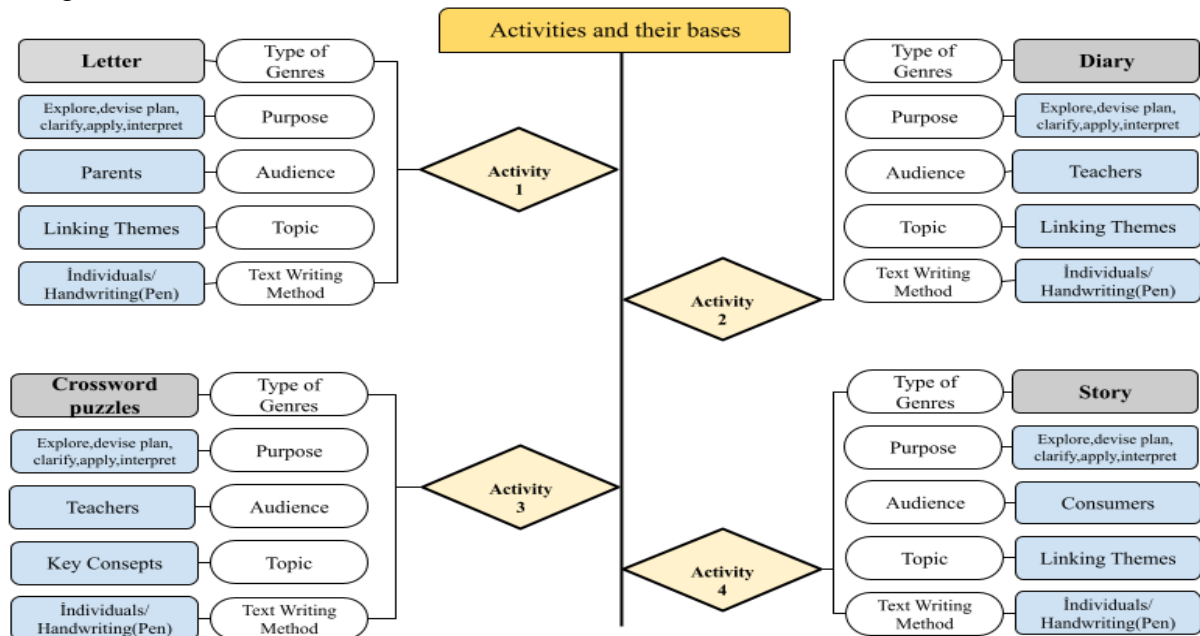 Activities and their bases
Letter
Type of
Genres
Explore,devise plan,
clarify,apply,interpret
Purpose
Parents
Audience
Linking Themes
Topic
İndividuals/
Handwriting(Pen)
Text Writing
Method
Activity
1
Type of
Genres
Diary
Purpose
Explore,devise plan,
clarify,apply,interpret
Audience
Teachers
Topic
Linking Themes
Text Writing
Method
İndividuals/
Handwriting(Pen)
Activity
2
Crossword
puzzles
Type of
Genres
Explore,devise plan,
clarify,apply,interpret
Purpose
Teachers
Audience
Key Consepts
Topic
İndividuals/
Handwriting(Pen)
Text Writing
Method
Activity
3
Type of
Genres
Story
Purpose
Explore,devise plan,
clarify,apply,interpret
Audience
Consumers
Topic
Linking Themes
Text Writing
Method
İndividuals/
Handwriting(Pen)
Activity
4